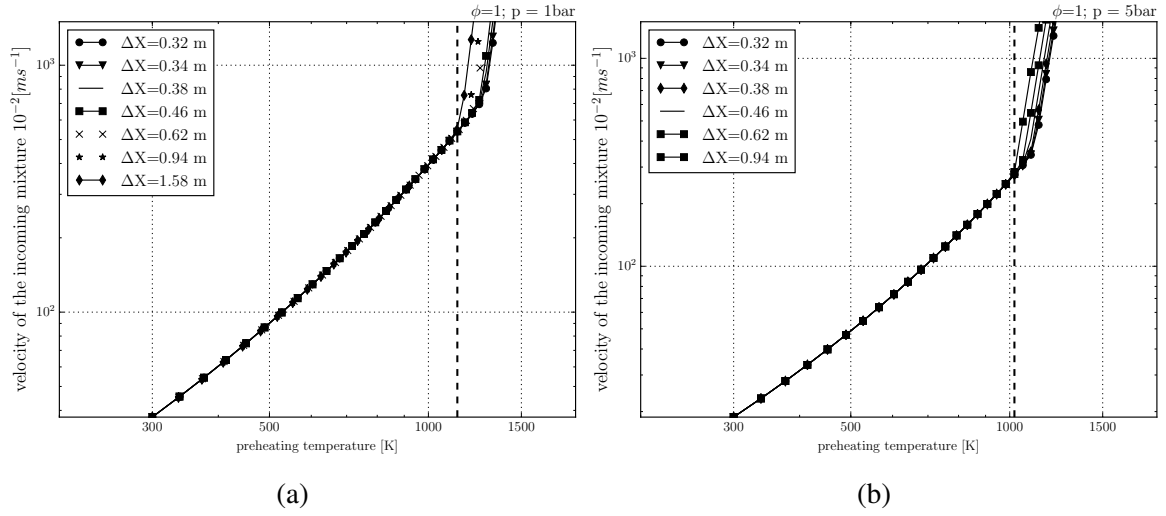 ϕ=1; p = 1bar
velocity of the incoming mixture 10⁻²[ms⁻¹]
10³
10²
ΔX=0.32 m
ΔX=0.34 m
ΔX=0.38 m
ΔX=0.46 m
ΔX=0.62 m
ΔX=0.94 m
ΔX=1.58 m
300 500 1000 1500
preheating temperature [K]
(a)
ϕ=1; p = 5bar
velocity of the incoming mixture 10⁻²[ms⁻¹]
10³
10²
ΔX=0.32 m
ΔX=0.34 m
ΔX=0.38 m
ΔX=0.46 m
ΔX=0.62 m
ΔX=0.94 m
300 500 1000 1500
preheating temperature [K]
(b)